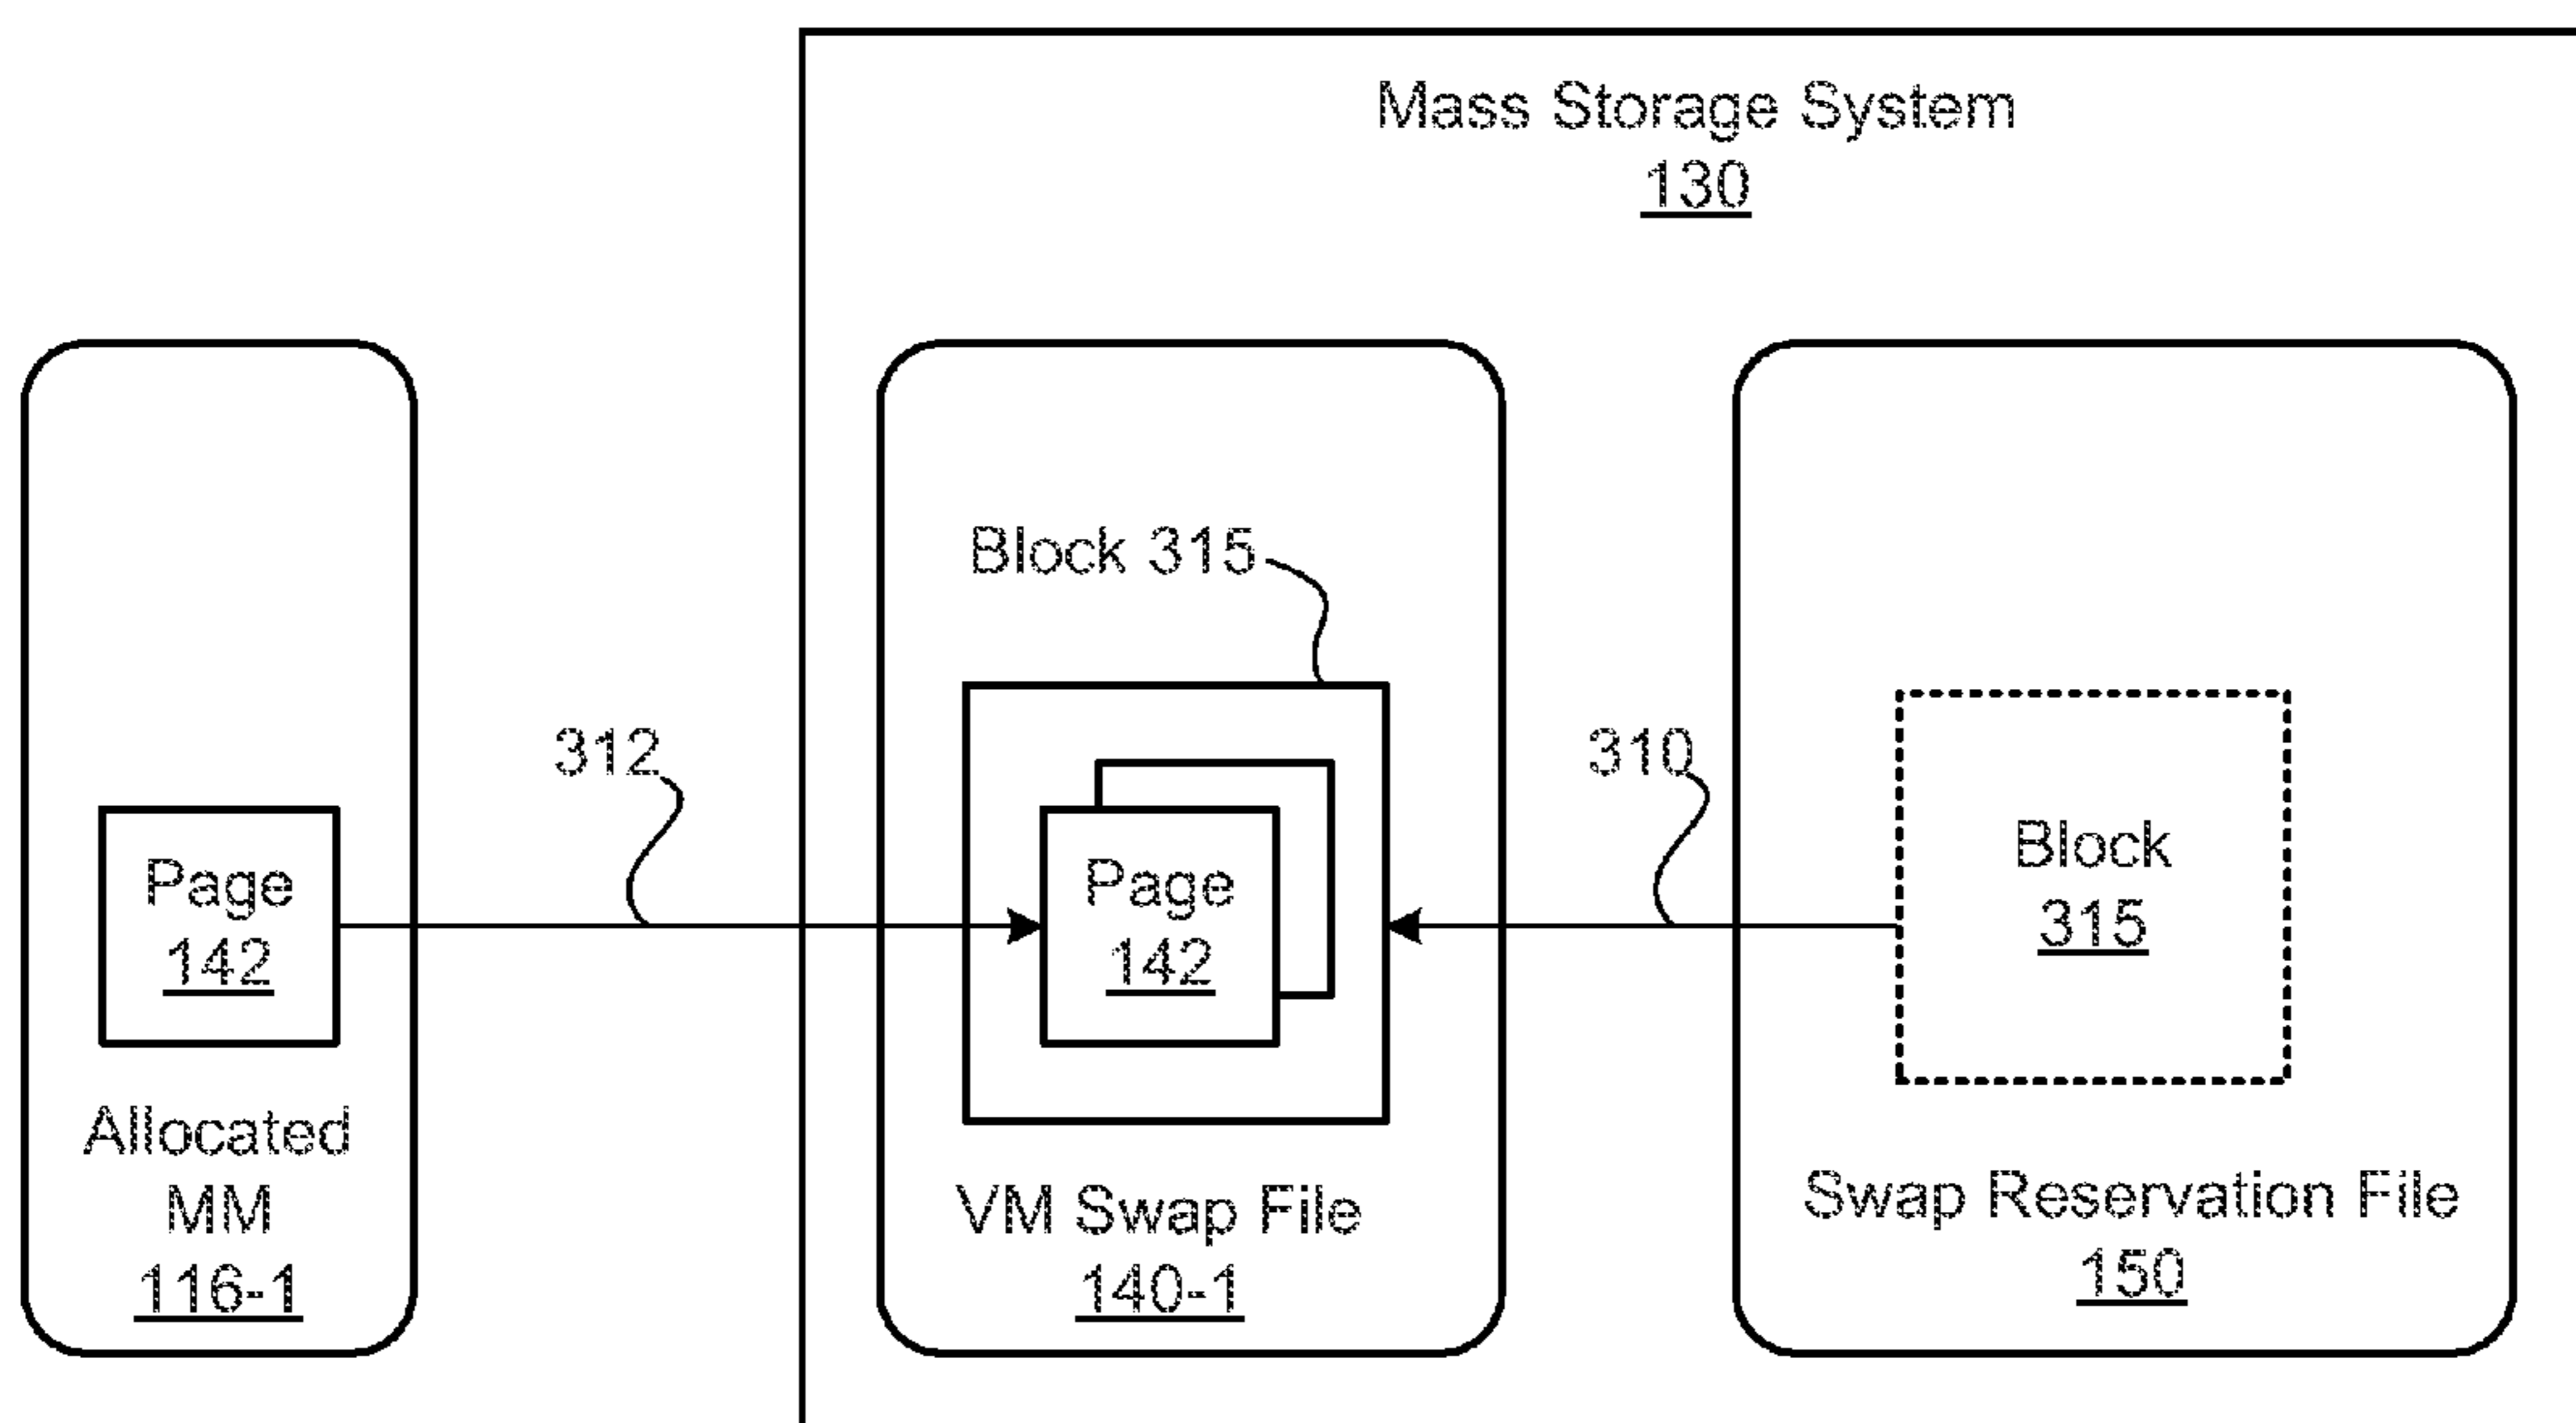 Mass Storage System
130
Block 315
312
310
Page
142
Page
142
Block
315
Allocated
MM
116-1
VM Swap File
140-1
Swap Reservation File
150